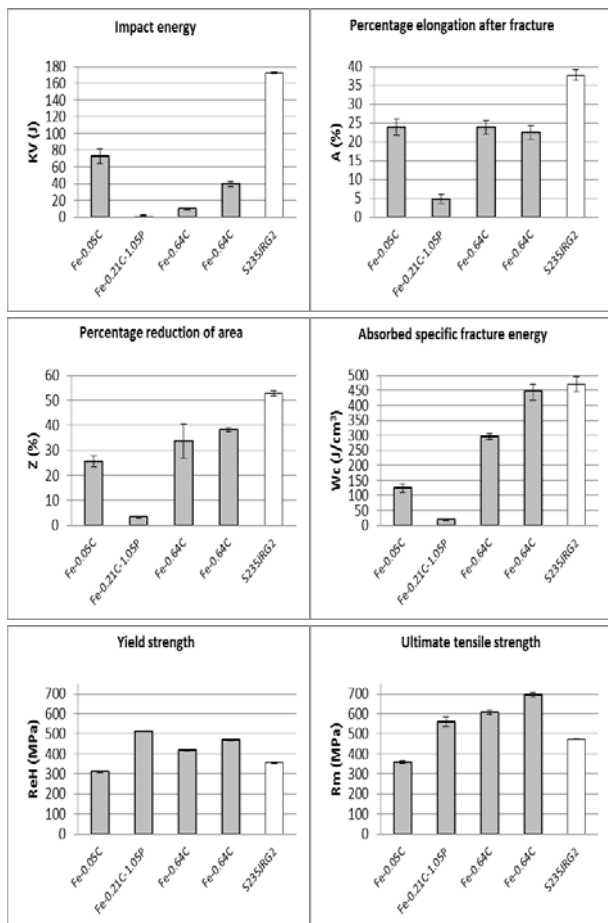 Impact energy
KV (J)
180
160
140
120
100
80
60
40
20
0
Fe-0.05C
Fe-0.21C-1.05P
Fe-0.64C
Fe-0.64C
S235JRG2
Percentage elongation after fracture
A (%)
40
35
30
25
20
15
10
5
0
Fe-0.05C
Fe-0.21C-1.05P
Fe-0.64C
Fe-0.64C
S235JRG2
Percentage reduction of area
Z (%)
60
50
40
30
20
10
0
Fe-0.05C
Fe-0.21C-1.05P
Fe-0.64C
Fe-0.64C
S235JRG2
Absorbed specific fracture energy
Wc (J/cm³)
500
450
400
350
300
250
200
150
100
50
0
Fe-0.05C
Fe-0.21C-1.05P
Fe-0.64C
Fe-0.64C
S235JRG2
Yield strength
ReH (MPa)
700
600
500
400
300
200
100
0
Fe-0.05C
Fe-0.21C-1.05P
Fe-0.64C
Fe-0.64C
S235JRG2
Ultimate tensile strength
Rm (MPa)
700
600
500
400
300
200
100
0
Fe-0.05C
Fe-0.21C-1.05P
Fe-0.64C
Fe-0.64C
S235JRG2